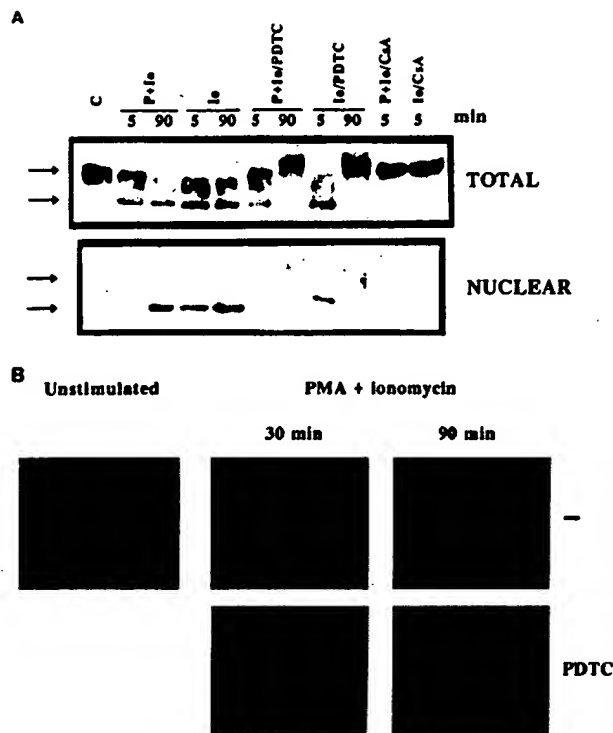 A
C
P+Io
Io
P+Io/PDTC
Io/PDTC
P+Io/CsA
Io/CsA
5 90 5 90 5 90 5 90 5 5 min
TOTAL
NUCLEAR
B
Unstimulated
PMA + ionomycin
30 min
90 min
–
PDTC